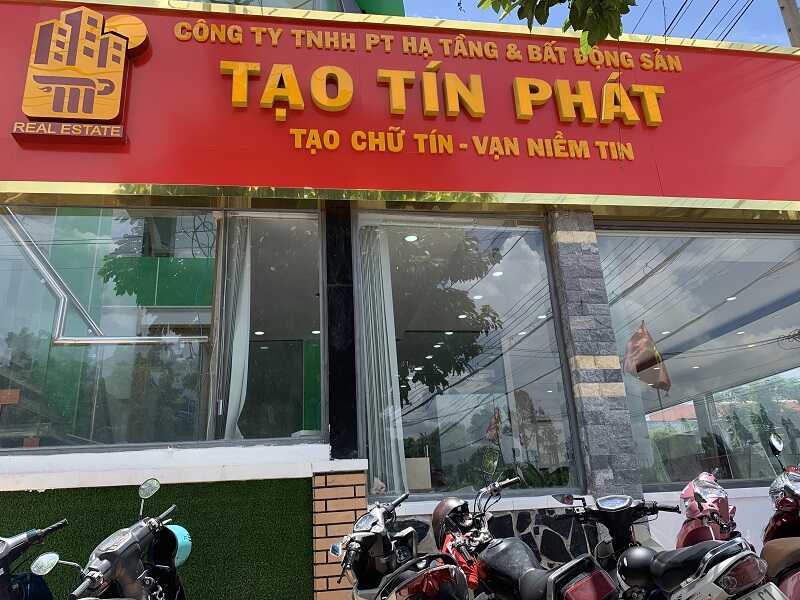 CÔNG TY TNHH PT HẠ TẦNG & BẤT ĐỘNG SẢN
TẠO TÍN PHÁT
TẠO CHỮ TÍN - VẠN NIỀM TIN
REAL ESTATE